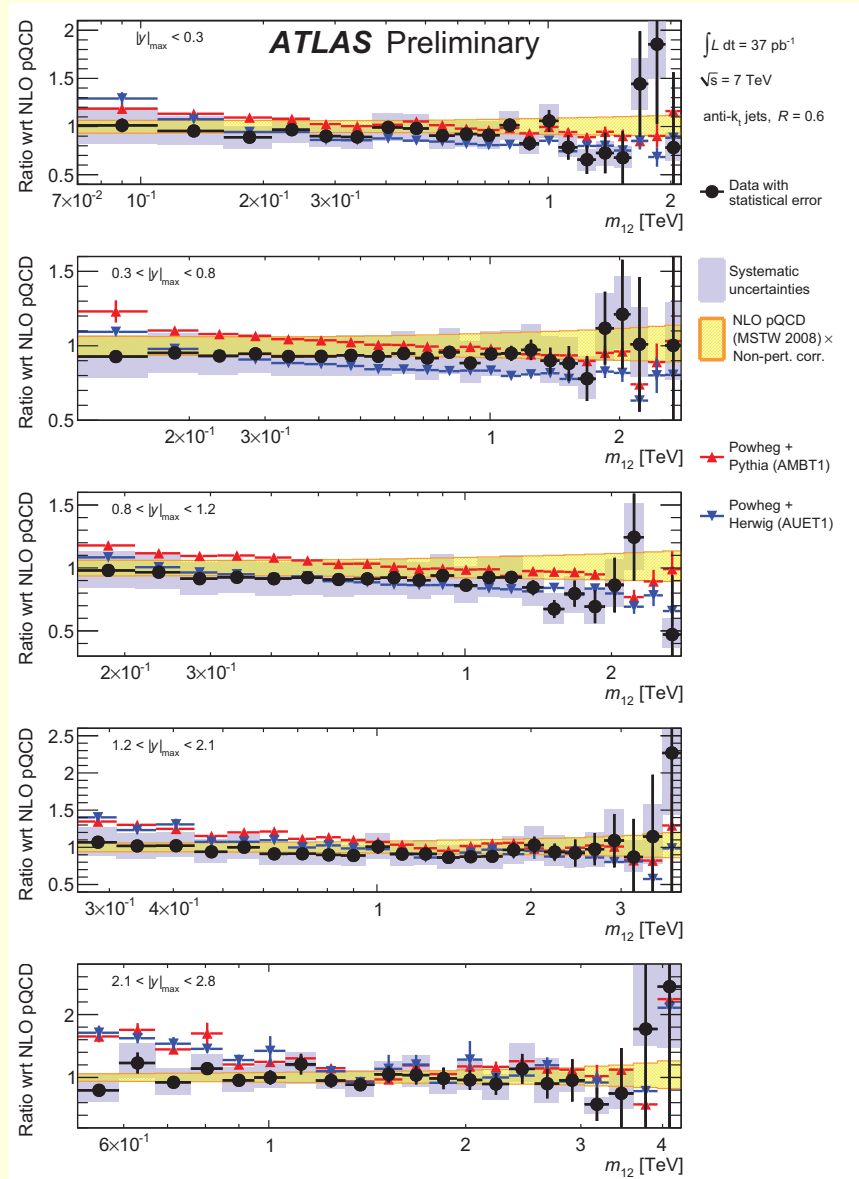 |y|max < 0.3
ATLAS Preliminary
Ratio wrt NLO pQCD
2
1.5
1
0.5
7×10⁻²
10⁻¹
2×10⁻¹
3×10⁻¹
1
2
m₁₂ [TeV]
∫L dt = 37 pb⁻¹
√s = 7 TeV
anti-kₜ jets, R = 0.6
Data with
statistical error
Systematic
uncertainties
NLO pQCD
(MSTW 2008) ×
Non-pert. corr.
Powheg +
Pythia (AMBT1)
Powheg +
Herwig (AUET1)
0.3 < |y|max < 0.8
Ratio wrt NLO pQCD
1.5
1
0.5
2×10⁻¹
3×10⁻¹
1
2
m₁₂ [TeV]
0.8 < |y|max < 1.2
Ratio wrt NLO pQCD
1.5
1
0.5
2×10⁻¹
3×10⁻¹
1
2
m₁₂ [TeV]
1.2 < |y|max < 2.1
Ratio wrt NLO pQCD
2.5
2
1.5
1
0.5
3×10⁻¹
4×10⁻¹
1
2
3
m₁₂ [TeV]
2.1 < |y|max < 2.8
Ratio wrt NLO pQCD
2
1
6×10⁻¹
1
2
3
4
m₁₂ [TeV]